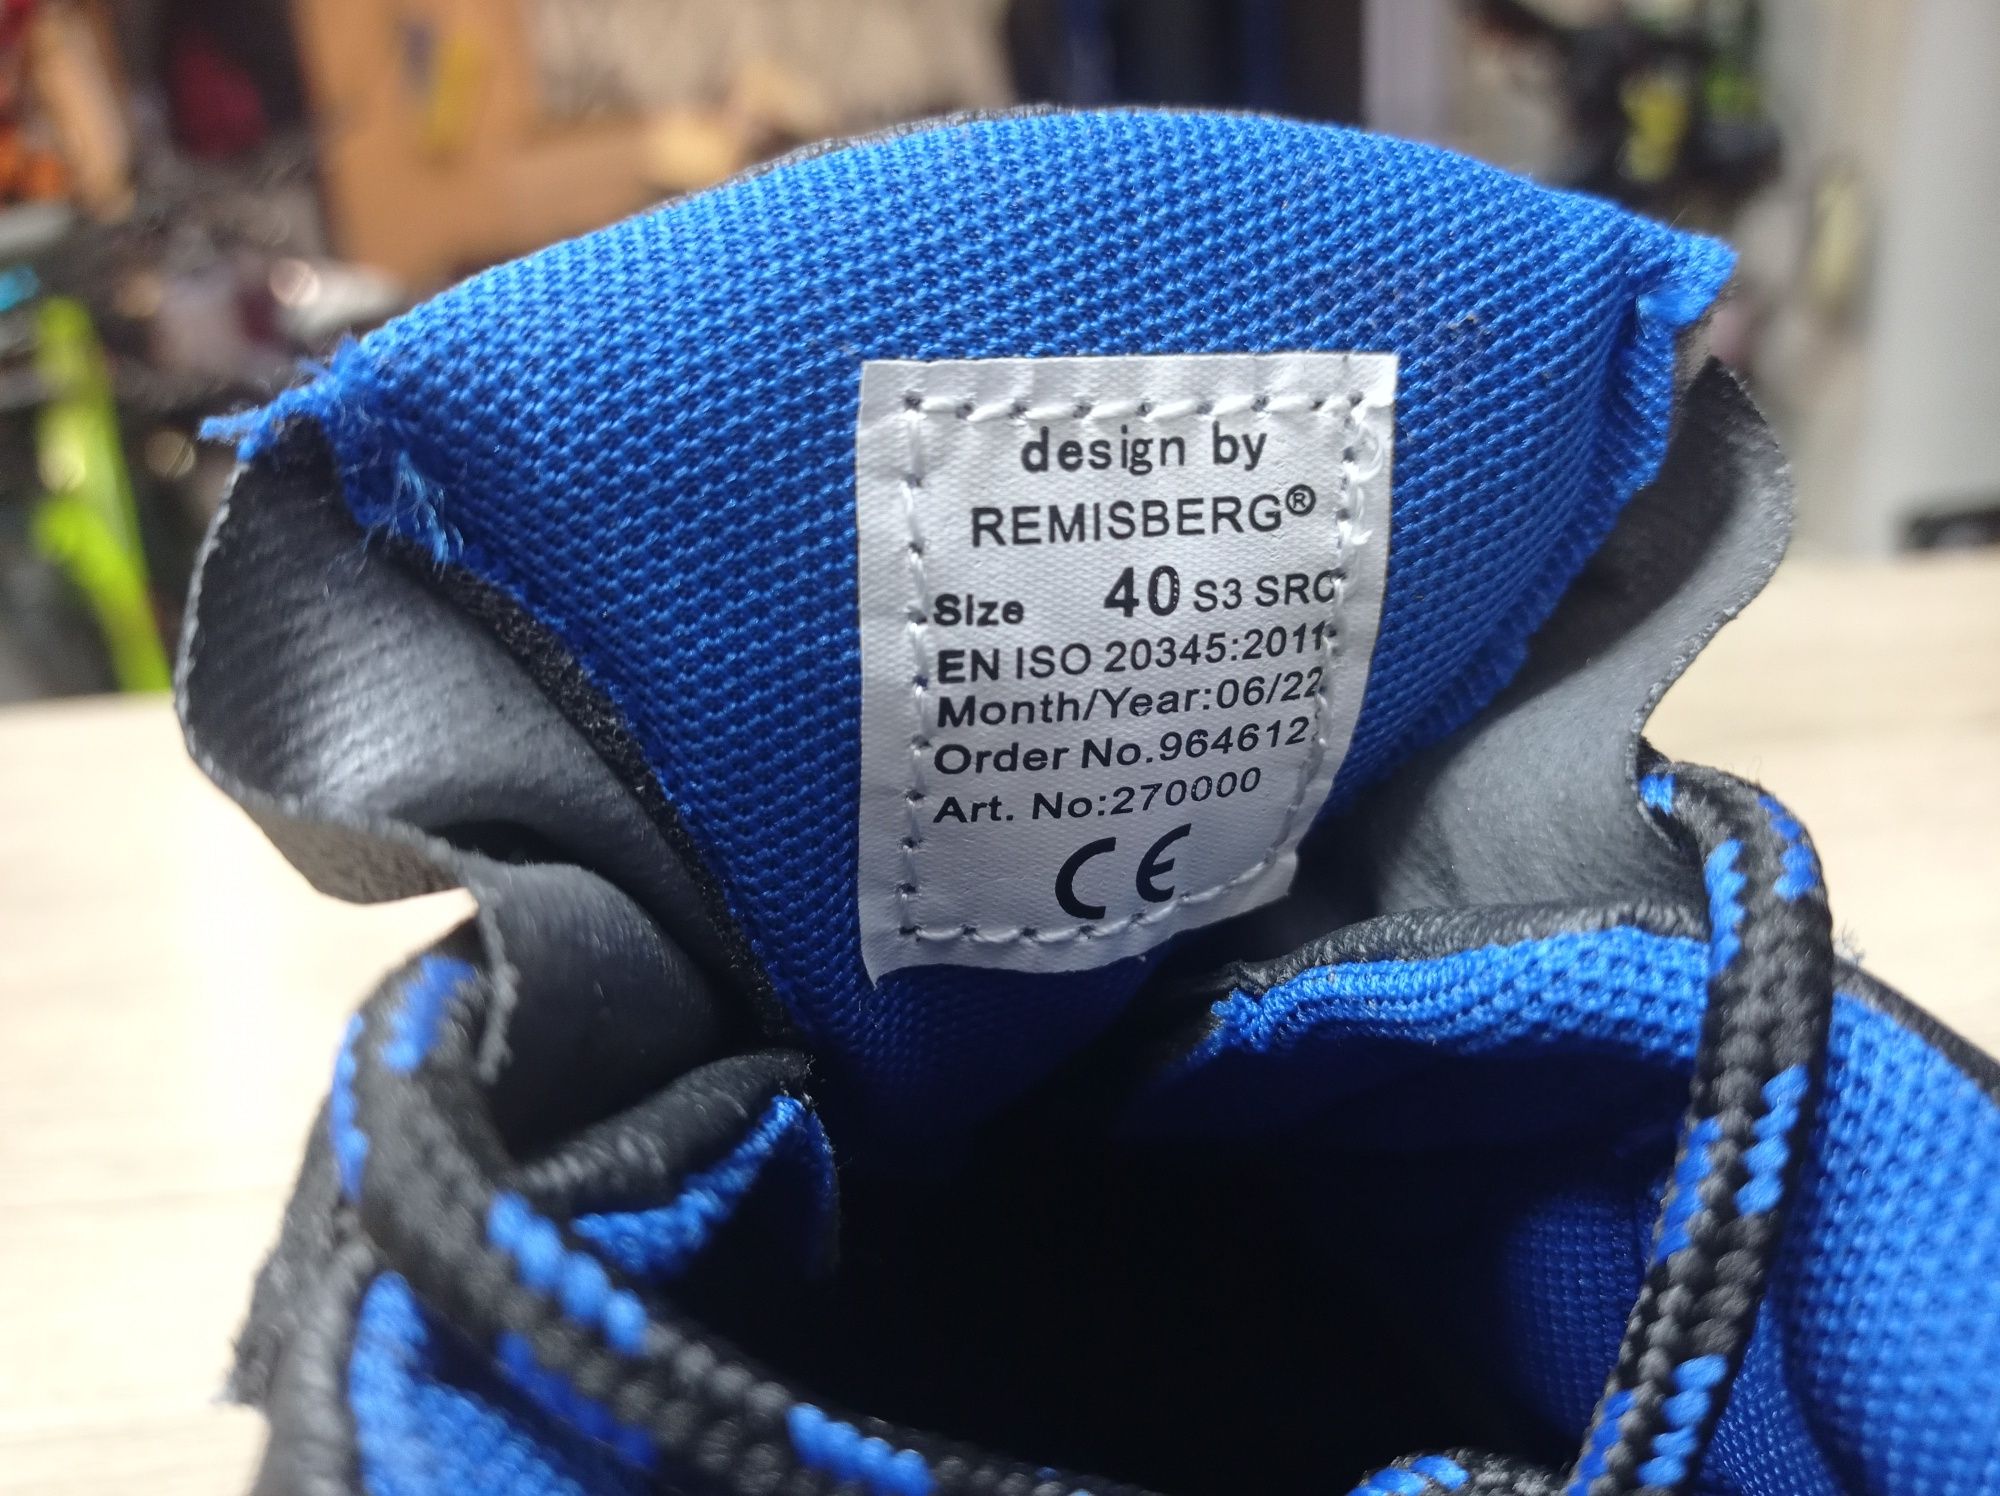 design by
REMISBERG®
Size 40 S3 SRC
EN ISO 20345:2011
Month/Year:06/22
Order No.964612
Art. No:270000
CE